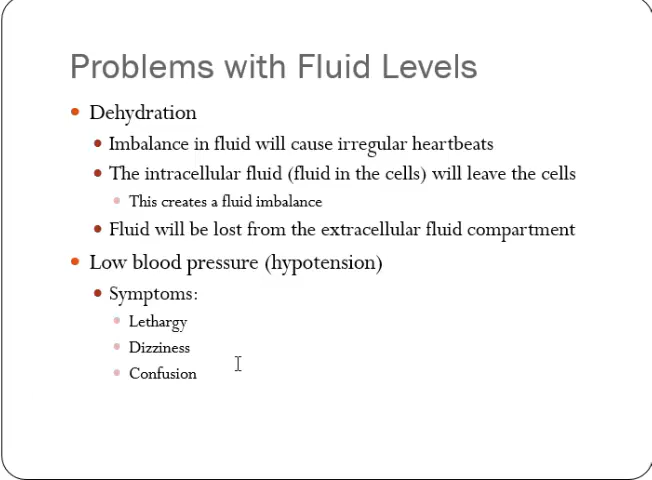 Problems with Fluid Levels
Dehydration
Imbalance in fluid will cause irregular heartbeats
The intracellular fluid (fluid in the cells) will leave the cells
This creates a fluid imbalance
Fluid will be lost from the extracellular fluid compartment
Low blood pressure (hypotension)
Symptoms:
Lethargy
Dizziness
Confusion